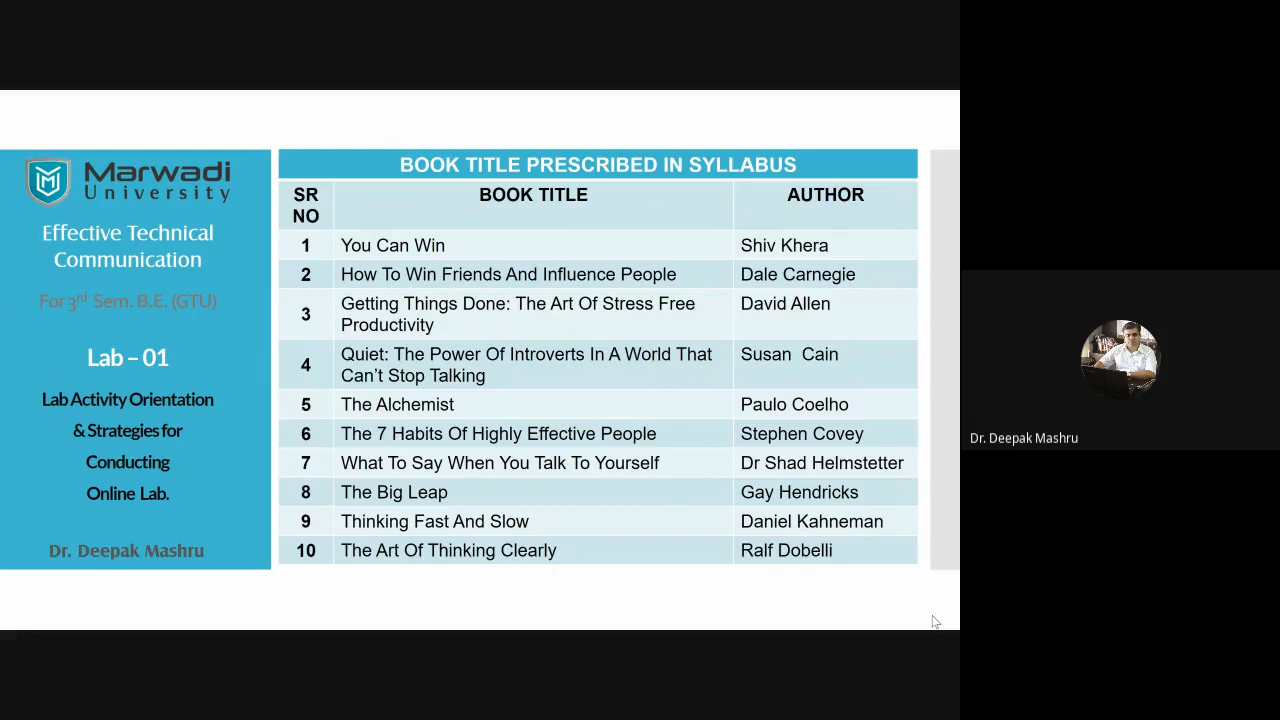 Marwadi
University
Effective Technical
Communication
For 3rd Sem. B.E. (GTU)
Lab – 01
Lab Activity Orientation
& Strategies for
Conducting
Online Lab.
Dr. Deepak Mashru
BOOK TITLE PRESCRIBED IN SYLLABUS
SR NO BOOK TITLE AUTHOR
1 You Can Win Shiv Khera
2 How To Win Friends And Influence People Dale Carnegie
3 Getting Things Done: The Art Of Stress Free David Allen
Productivity
4 Quiet: The Power Of Introverts In A World That Susan Cain
Can't Stop Talking
5 The Alchemist Paulo Coelho
6 The 7 Habits Of Highly Effective People Stephen Covey
7 What To Say When You Talk To Yourself Dr Shad Helmstetter
8 The Big Leap Gay Hendricks
9 Thinking Fast And Slow Daniel Kahneman
10 The Art Of Thinking Clearly Ralf Dobelli
Dr. Deepak Mashru